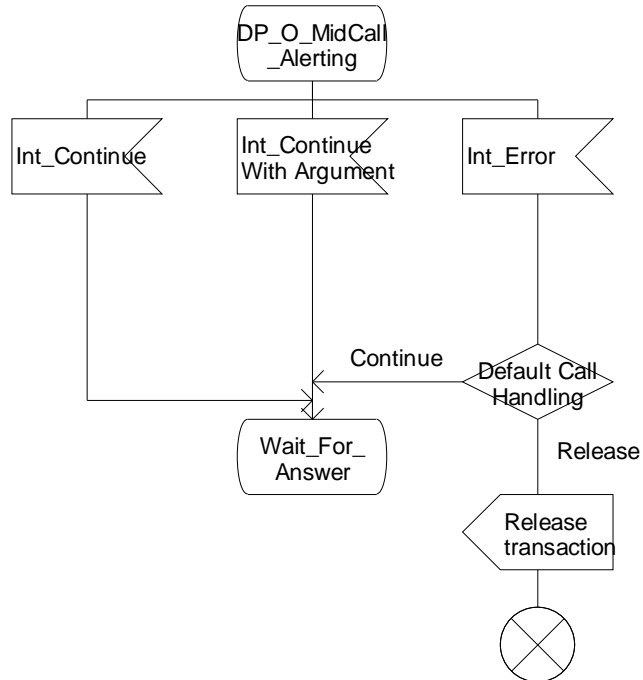 DP_O_MidCall
_Alerting
Int_Continue
Int_Continue
With Argument
Int_Error
Continue
Default Call
Handling
Wait_For_
Answer
Release
Release
transaction